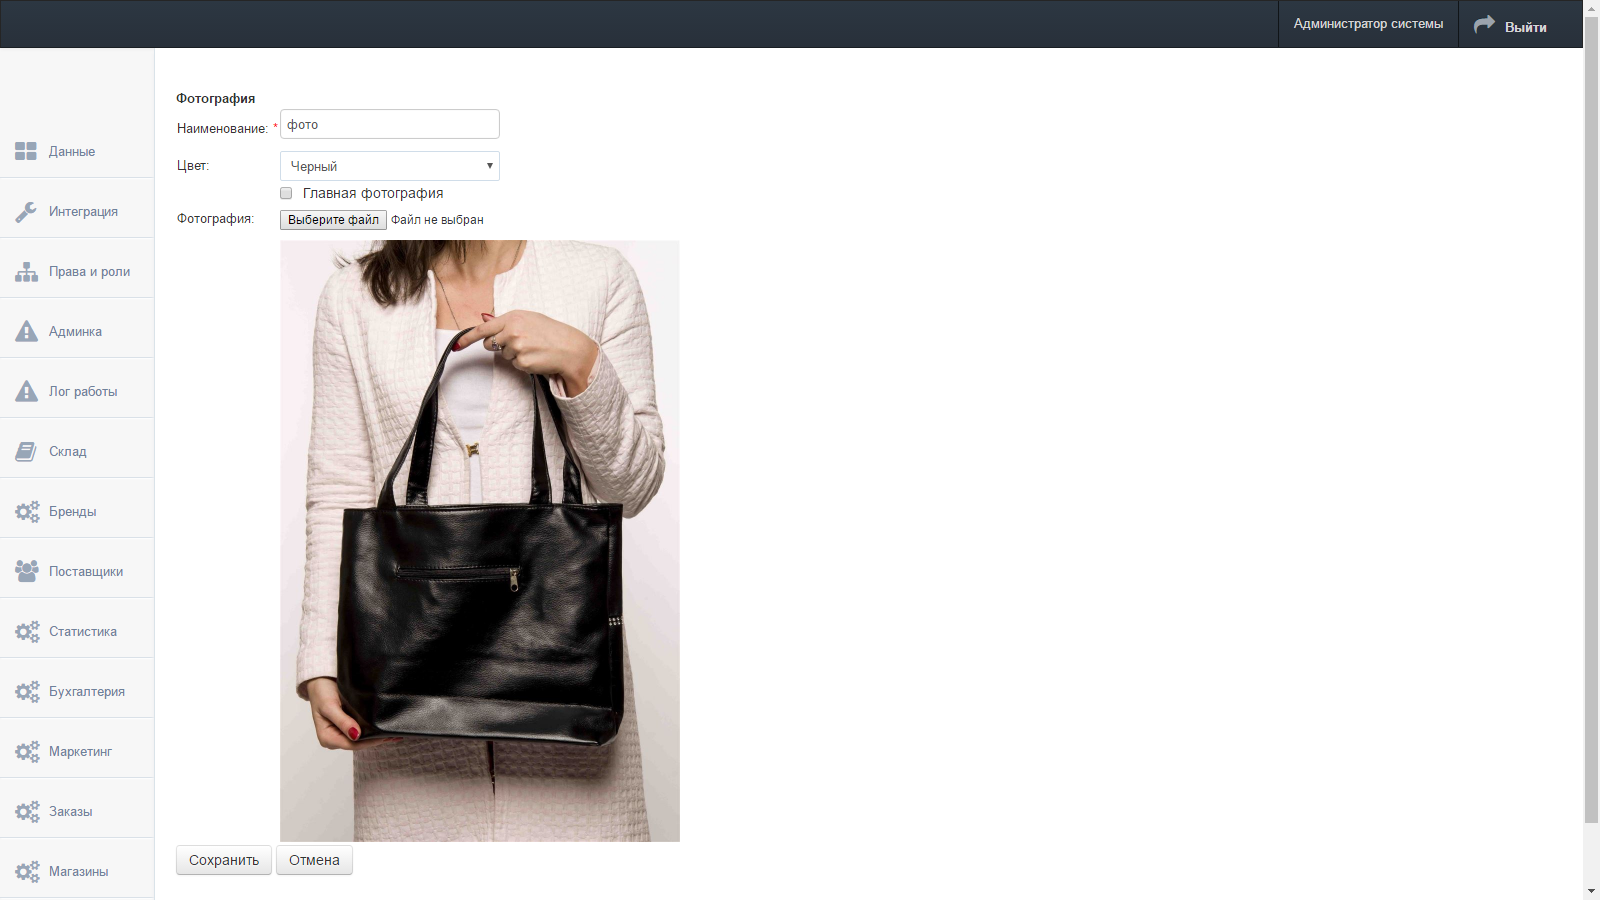 Администратор системы
Выйти
Данные
Интеграция
Права и роли
Админка
Лог работы
Склад
Бренды
Поставщики
Статистика
Бухгалтерия
Маркетинг
Заказы
Магазины
Фотография
Наименование: * фото
Цвет: Черный
Главная фотография
Фотография: Выберите файл Файл не выбран
Сохранить Отмена